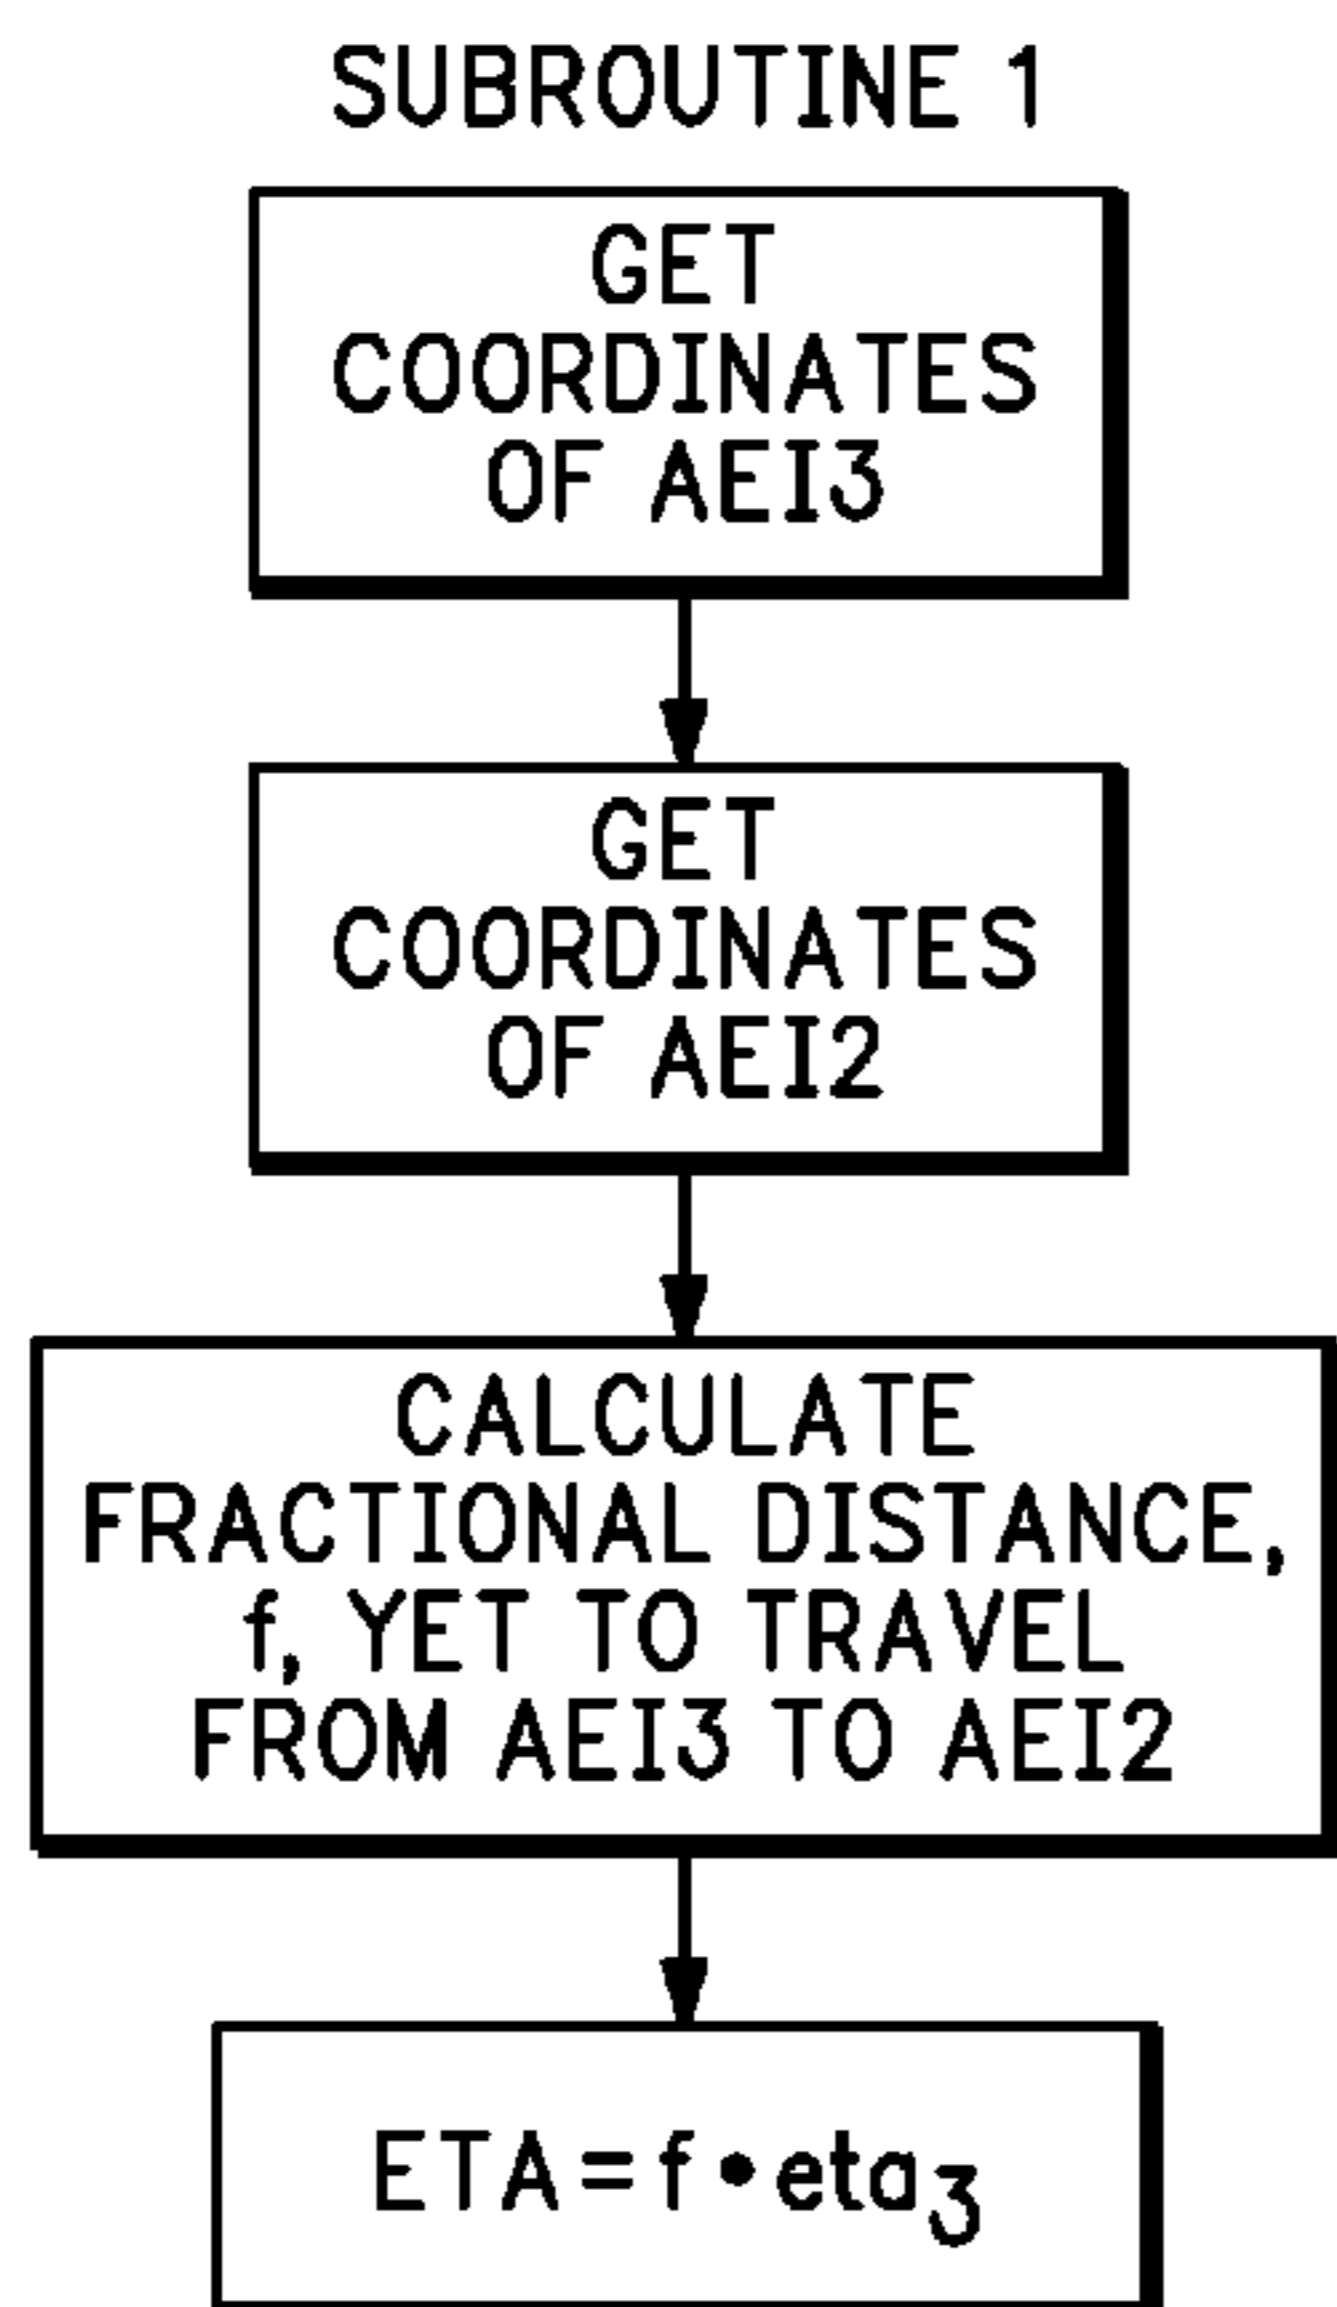 SUBROUTINE 1
GET
COORDINATES
OF AEI3
GET
COORDINATES
OF AEI2
CALCULATE
FRACTIONAL DISTANCE,
f, YET TO TRAVEL
FROM AEI3 TO AEI2
ETA=f•eta₃